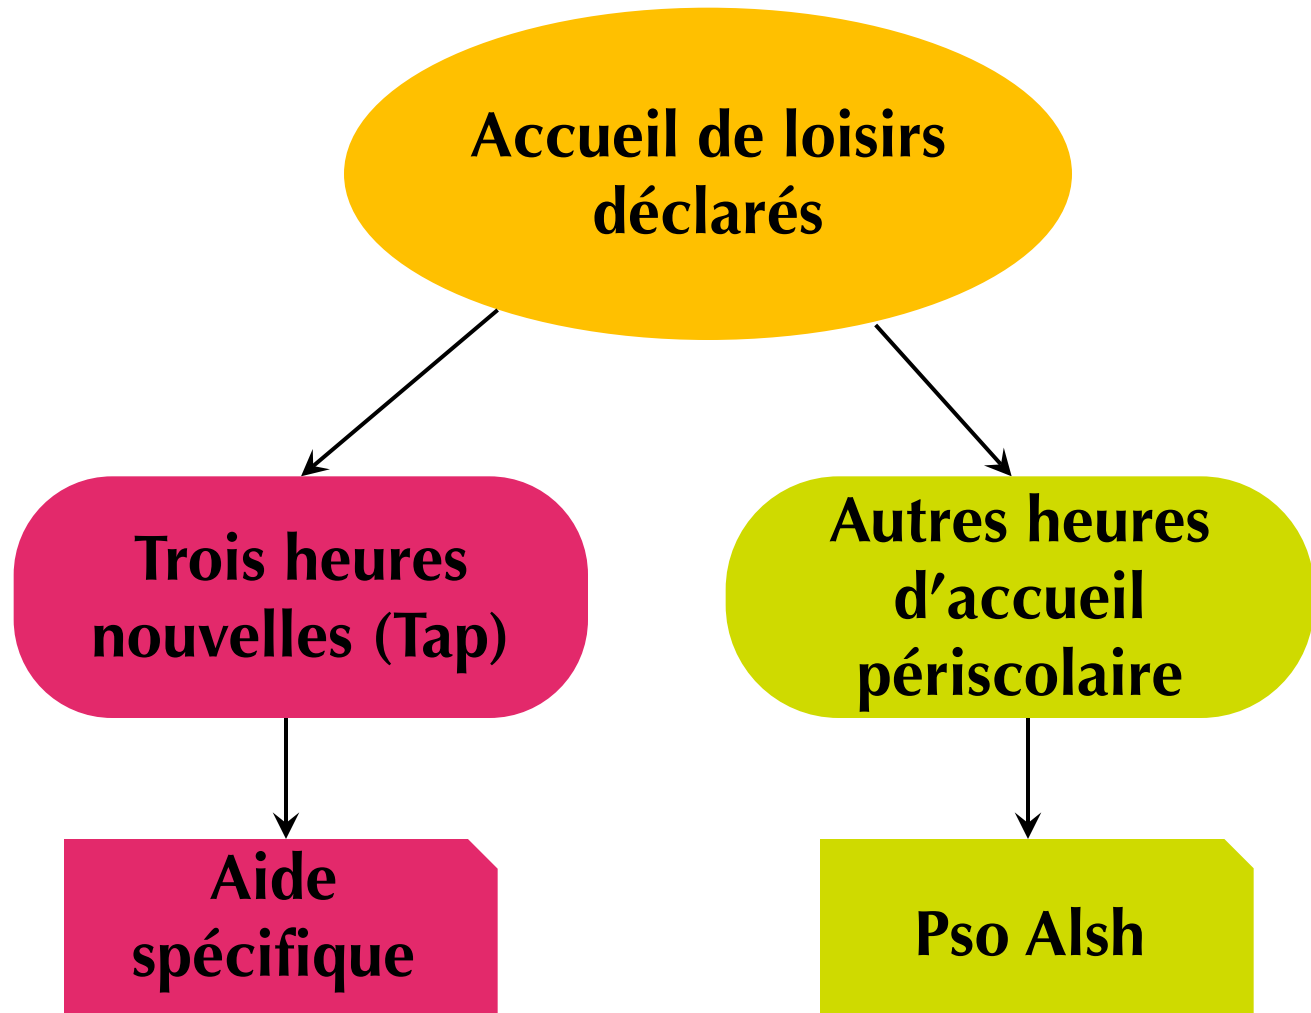 Accueil de loisirs
déclarés
Trois heures
nouvelles (Tap)
Autres heures
d’accueil
périscolaire
Aide
spécifique
Pso Alsh